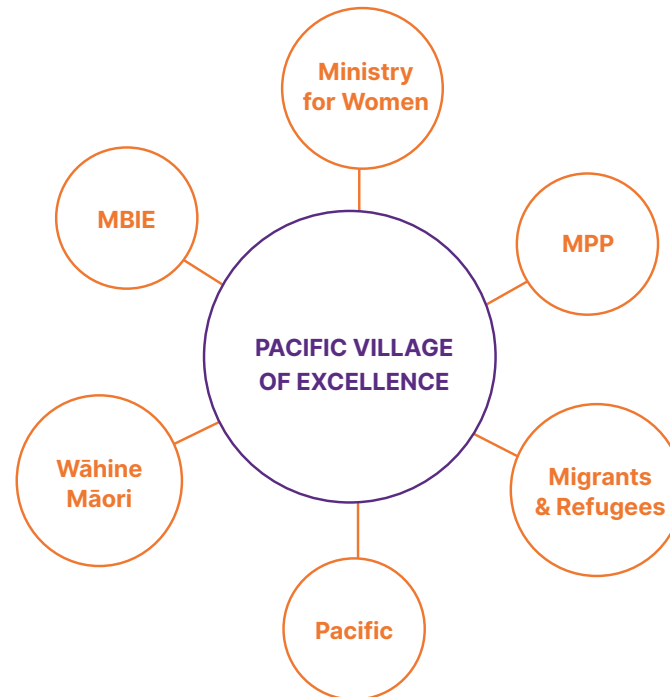 Ministry
for Women
MBIE
MPP
PACIFIC VILLAGE
OF EXCELLENCE
Wāhine
Māori
Migrants
& Refugees
Pacific